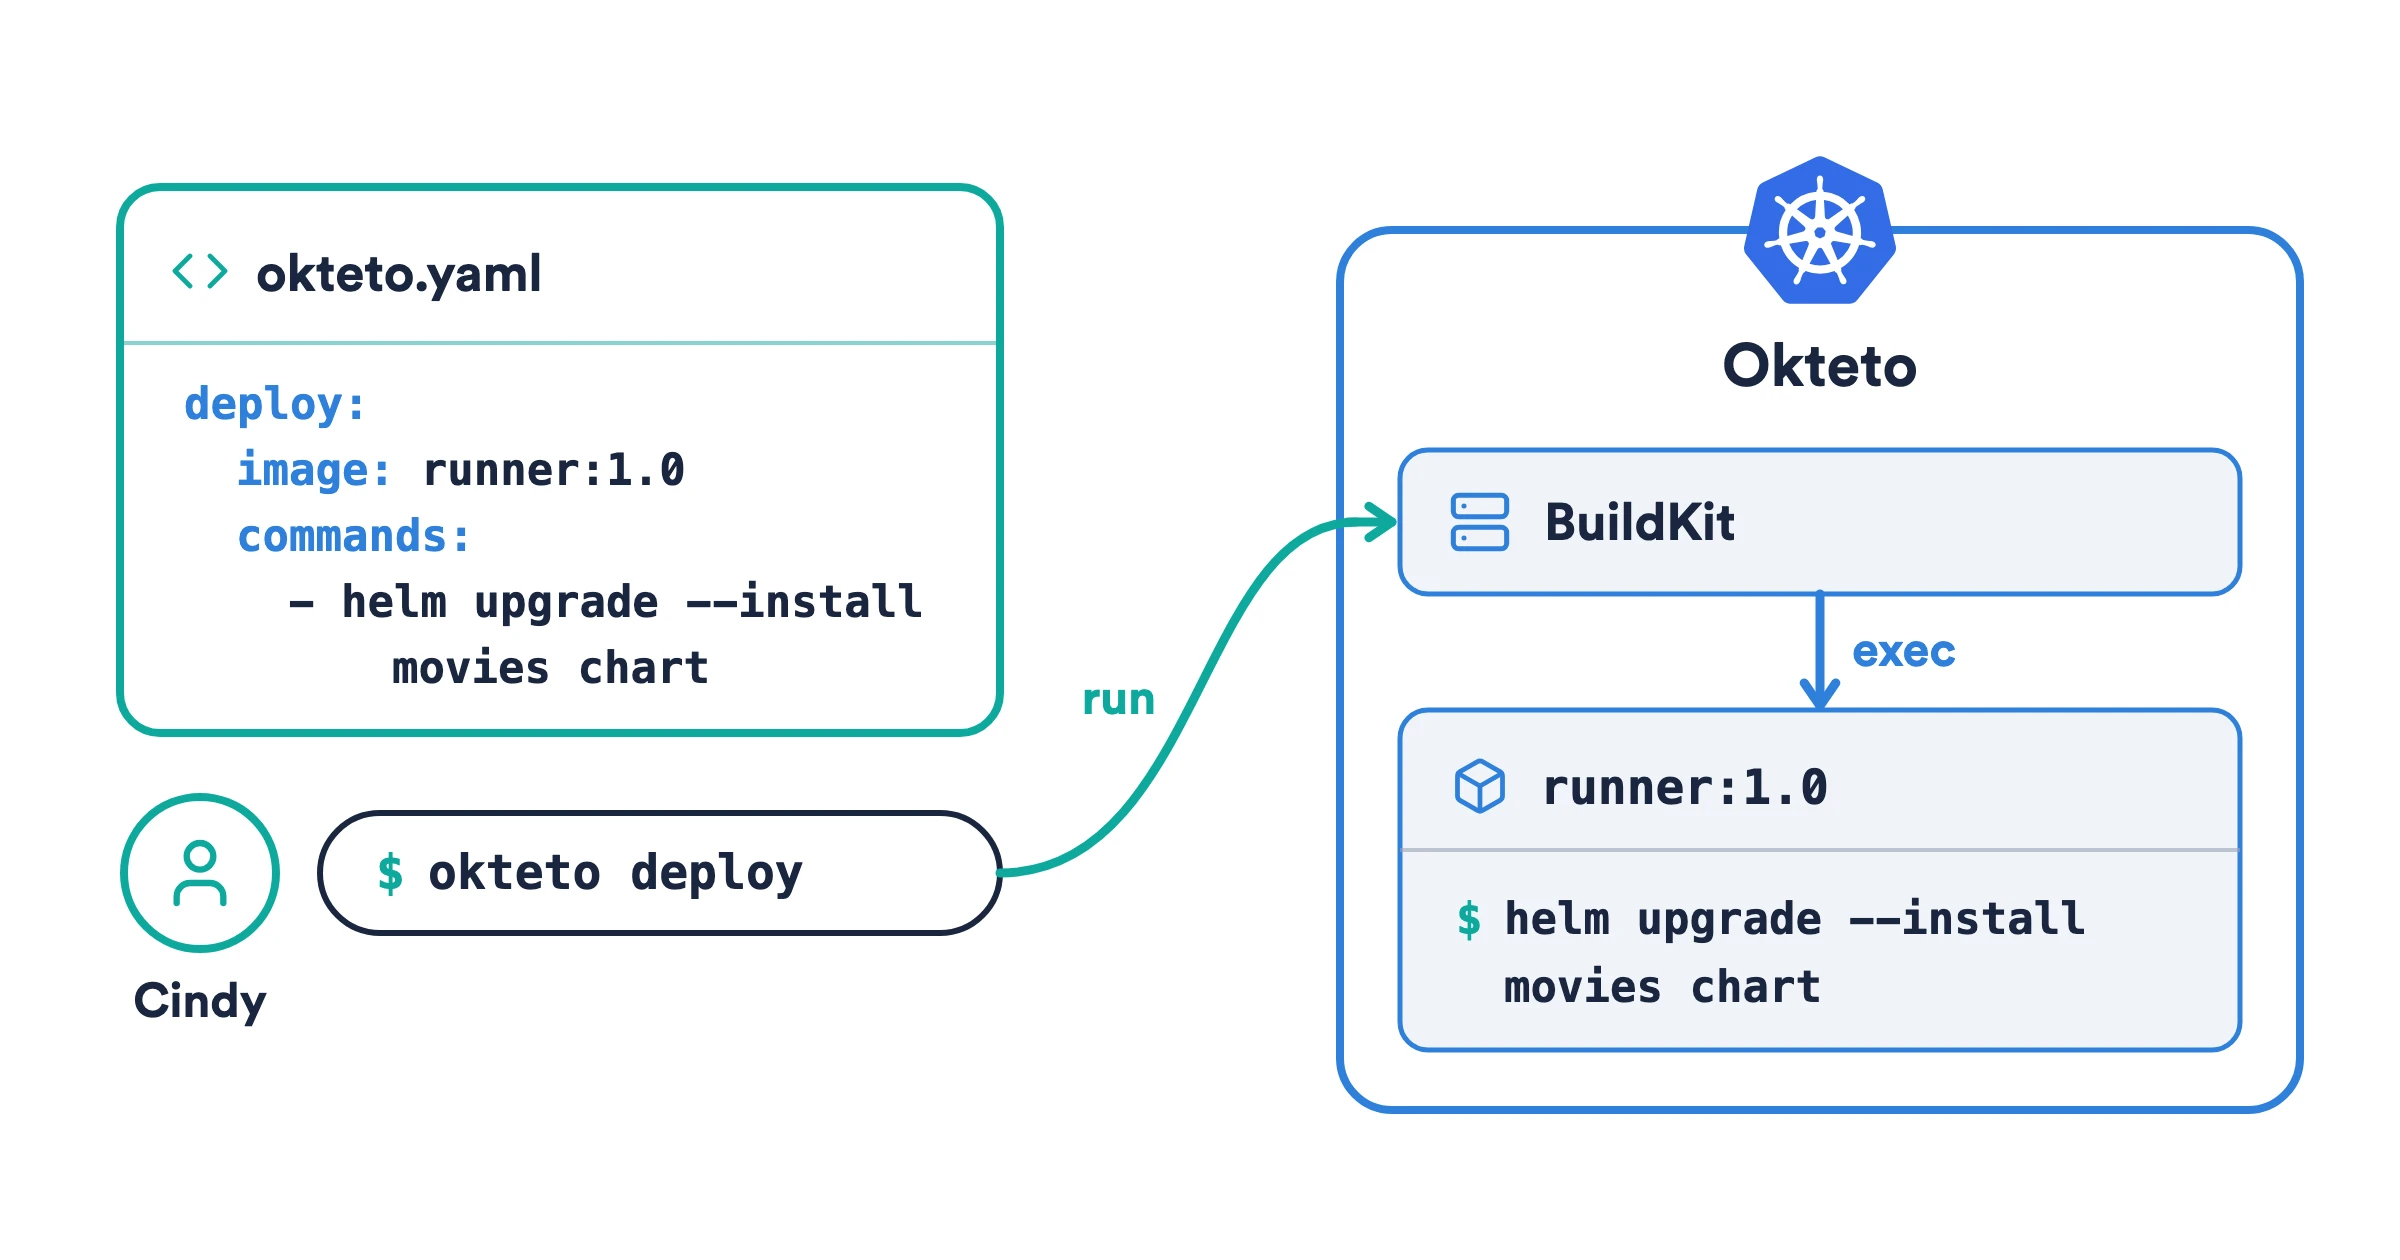 okteto.yaml
deploy:
image: runner:1.0
commands:
- helm upgrade --install
movies chart
$ okteto deploy
Cindy
run
Okteto
BuildKit
exec
runner:1.0
$ helm upgrade --install
movies chart